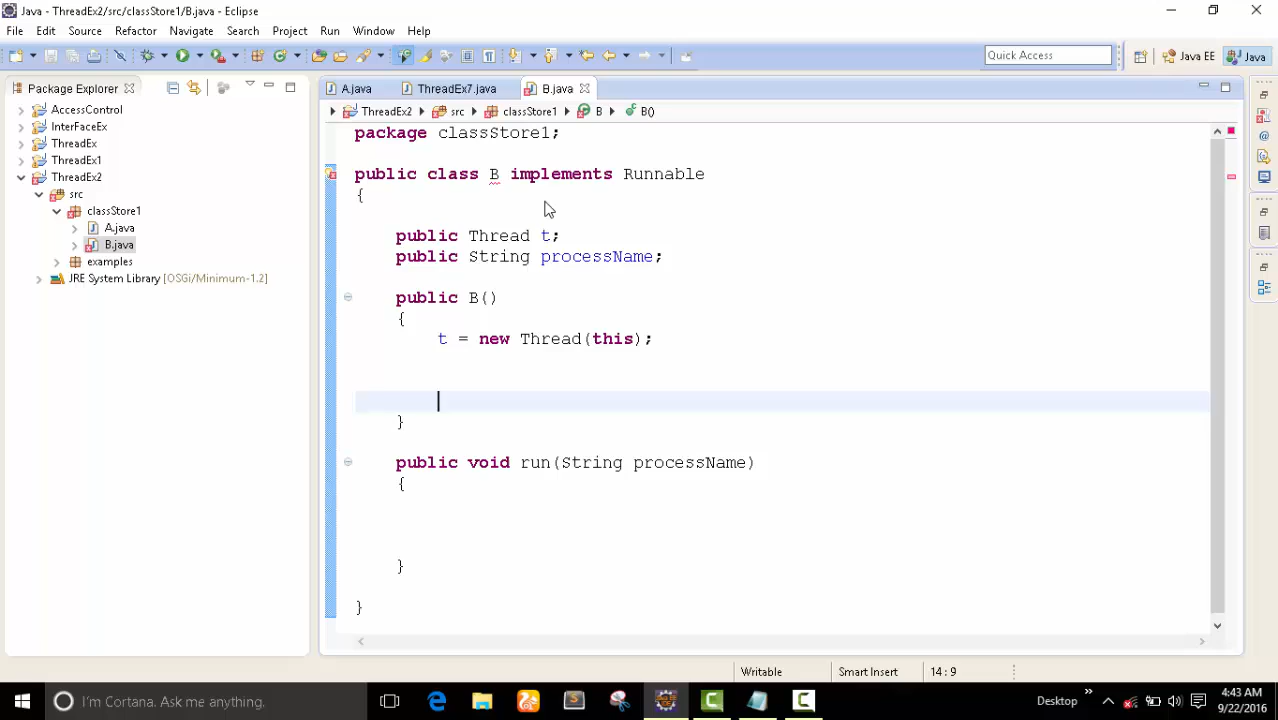 Java - ThreadEx2/src/classStore1/B.java - Eclipse
File Edit Source Refactor Navigate Search Project Run Window Help
Quick Access Java EE Java
Package Explorer
AccessControl
InterFaceEx
ThreadEx
ThreadEx1
ThreadEx2
src
classStore1
A.java
B.java
examples
JRE System Library [OSGi/Minimum-1.2]
A.java ThreadEx7.java B.java
ThreadEx2 src classStore1 B B()
package classStore1;
public class B implements Runnable
{
public Thread t;
public String processName;
public B()
{
t = new Thread(this);
}
public void run(String processName)
{
}
}
Writable Smart Insert 14:9
I'm Cortana. Ask me anything.
Desktop
4:43 AM
9/22/2016